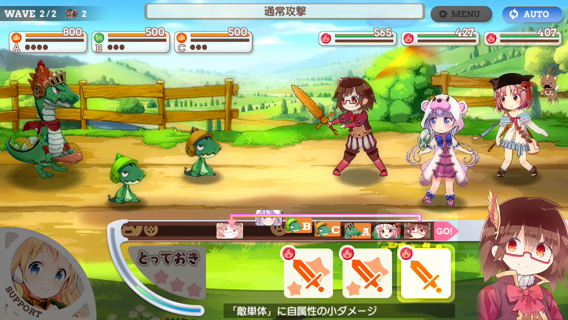 WAVE 2/2 2
通常攻撃
MENU
AUTO
800
A
500
B
500
C
565
427
407
B C A GO!
とっておき
SUPPORT
「敵単体」に自属性の小ダメージ